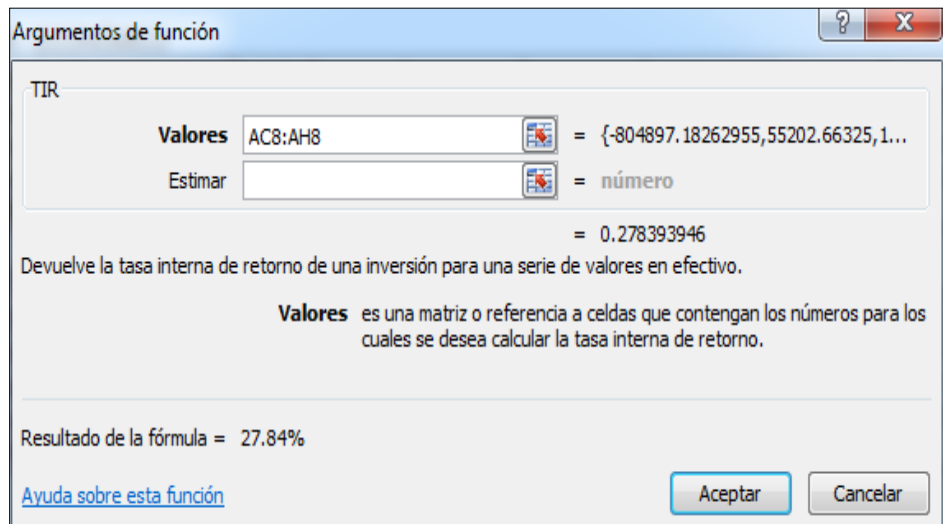 Argumentos de función
TIR
Valores AC8:AH8 = {-804897.18262955,55202.66325,1...
Estimar = número
= 0.278393946
Devuelve la tasa interna de retorno de una inversión para una serie de valores en efectivo.
Valores es una matriz o referencia a celdas que contengan los números para los
cuales se desea calcular la tasa interna de retorno.
Resultado de la fórmula = 27.84%
Ayuda sobre esta función Aceptar Cancelar